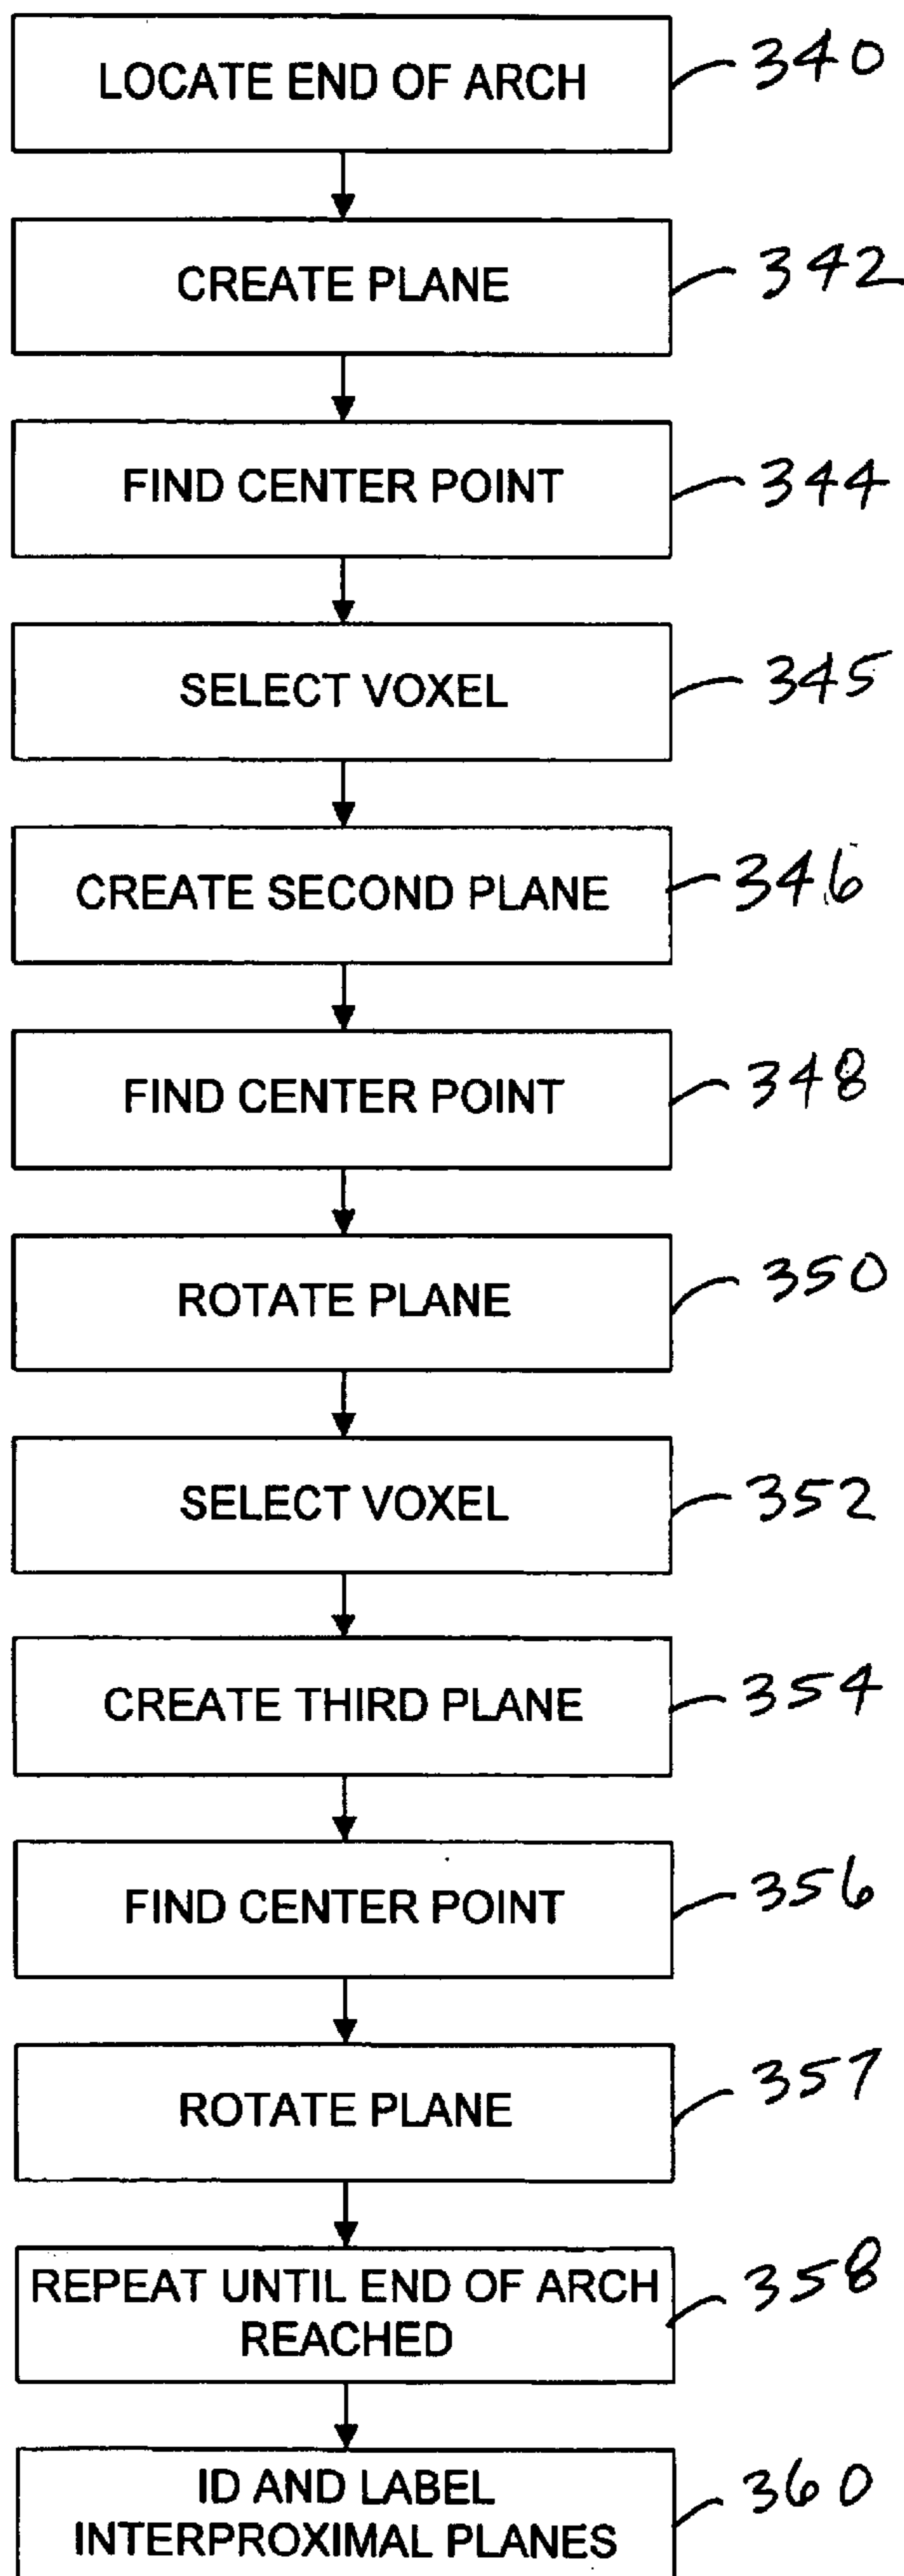 LOCATE END OF ARCH 340
CREATE PLANE 342
FIND CENTER POINT 344
SELECT VOXEL 345
CREATE SECOND PLANE 346
FIND CENTER POINT 348
ROTATE PLANE 350
SELECT VOXEL 352
CREATE THIRD PLANE 354
FIND CENTER POINT 356
ROTATE PLANE 357
REPEAT UNTIL END OF ARCH 358
REACHED
ID AND LABEL 360
INTERPROXIMAL PLANES